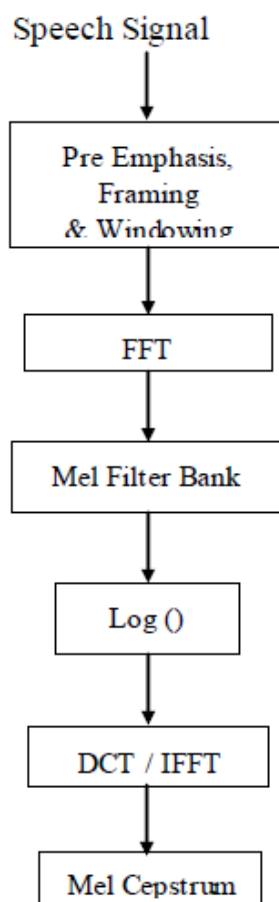 Speech Signal
Pre Emphasis,
Framing
& Windowing
FFT
Mel Filter Bank
Log ()
DCT / IFFT
Mel Cepstrum